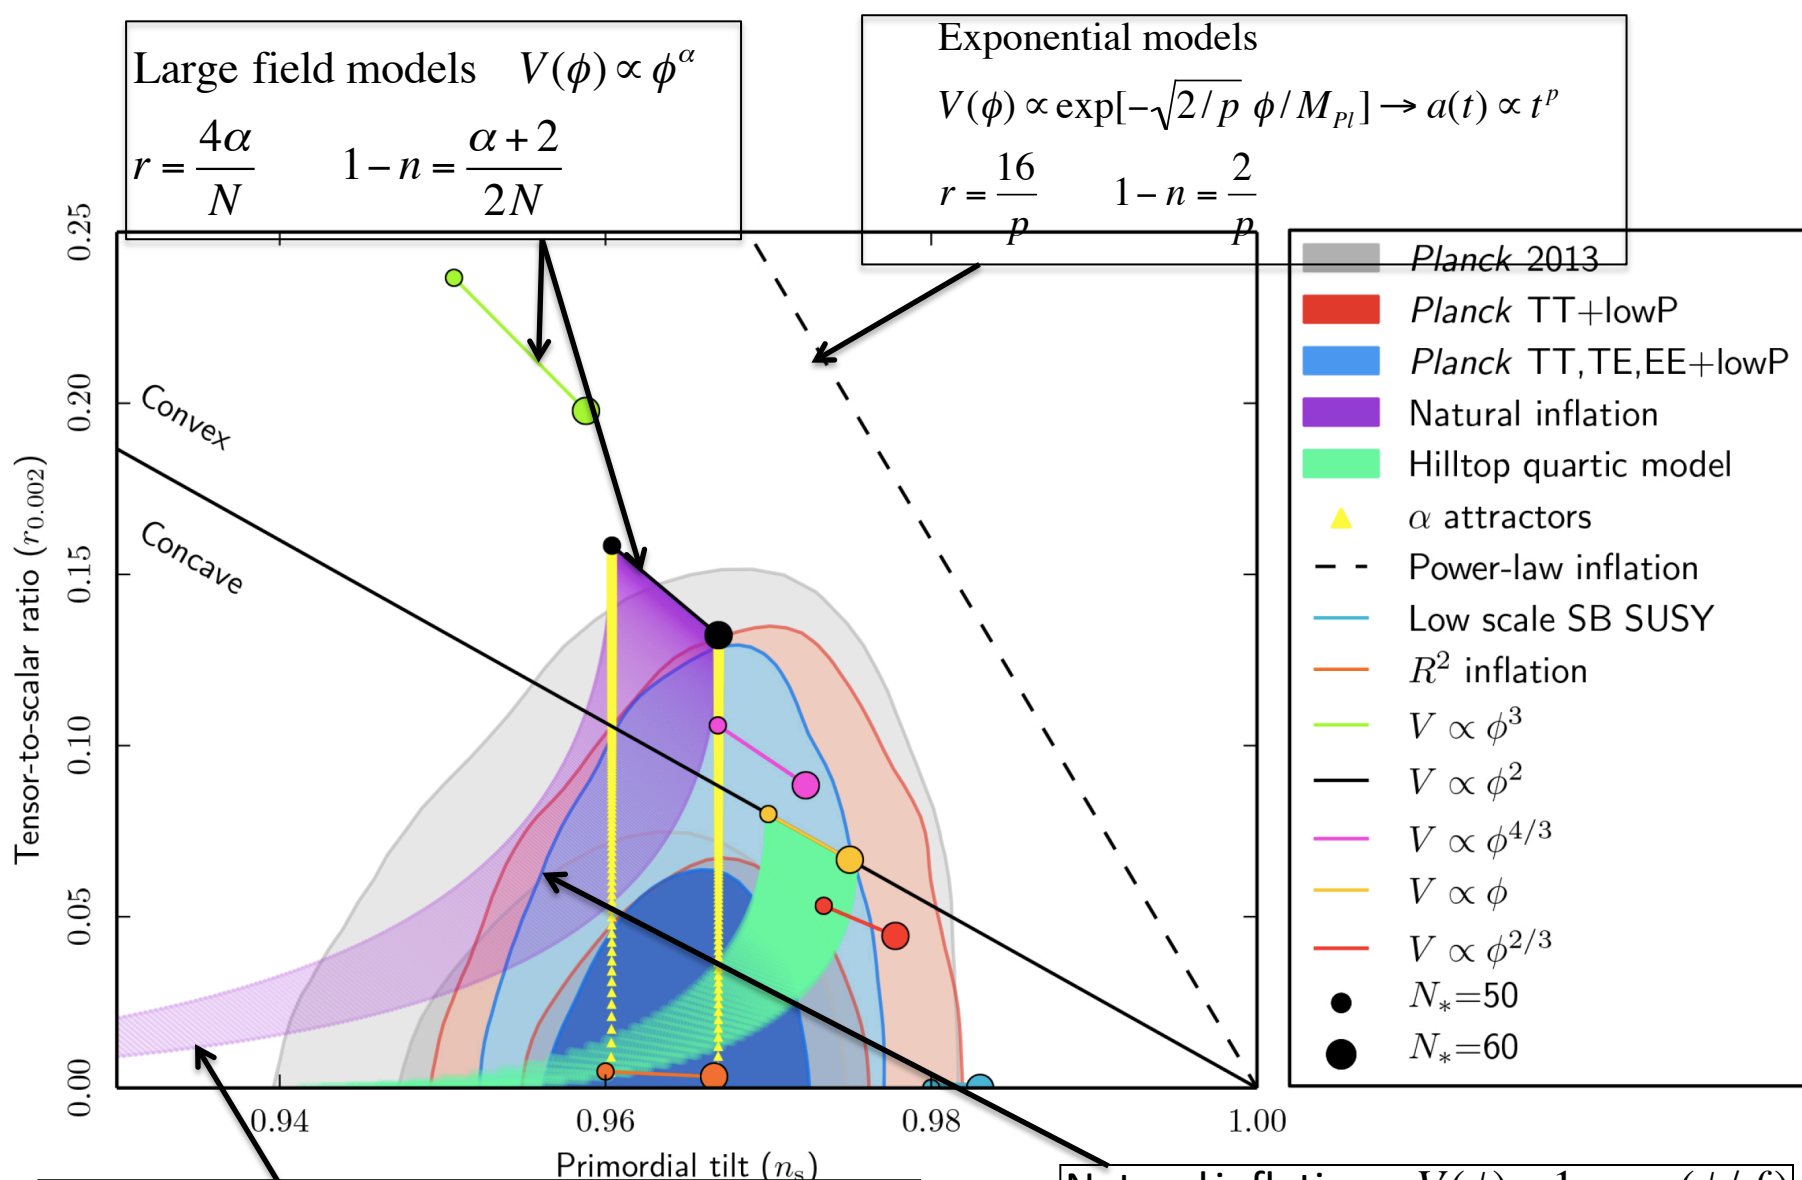 Large field models V(ϕ) ∝ ϕ^α
r = 4α/N 1−n = (α+2)/2N
Exponential models
V(ϕ) ∝ exp[−√(2/p) ϕ/M_Pl] → a(t) ∝ t^p
r = 16/p 1−n = 2/p
Tensor-to-scalar ratio (r_0.002)
0.25
0.20
0.15
0.10
0.05
0.00
Convex
Concave
0.94 0.96 0.98 1.00
Primordial tilt (n_s)
Planck 2013
Planck TT+lowP
Planck TT,TE,EE+lowP
Natural inflation
Hilltop quartic model
α attractors
Power-law inflation
Low scale SB SUSY
R² inflation
V ∝ ϕ³
V ∝ ϕ²
V ∝ ϕ^4/3
V ∝ ϕ
V ∝ ϕ^2/3
N_*=50
N_*=60